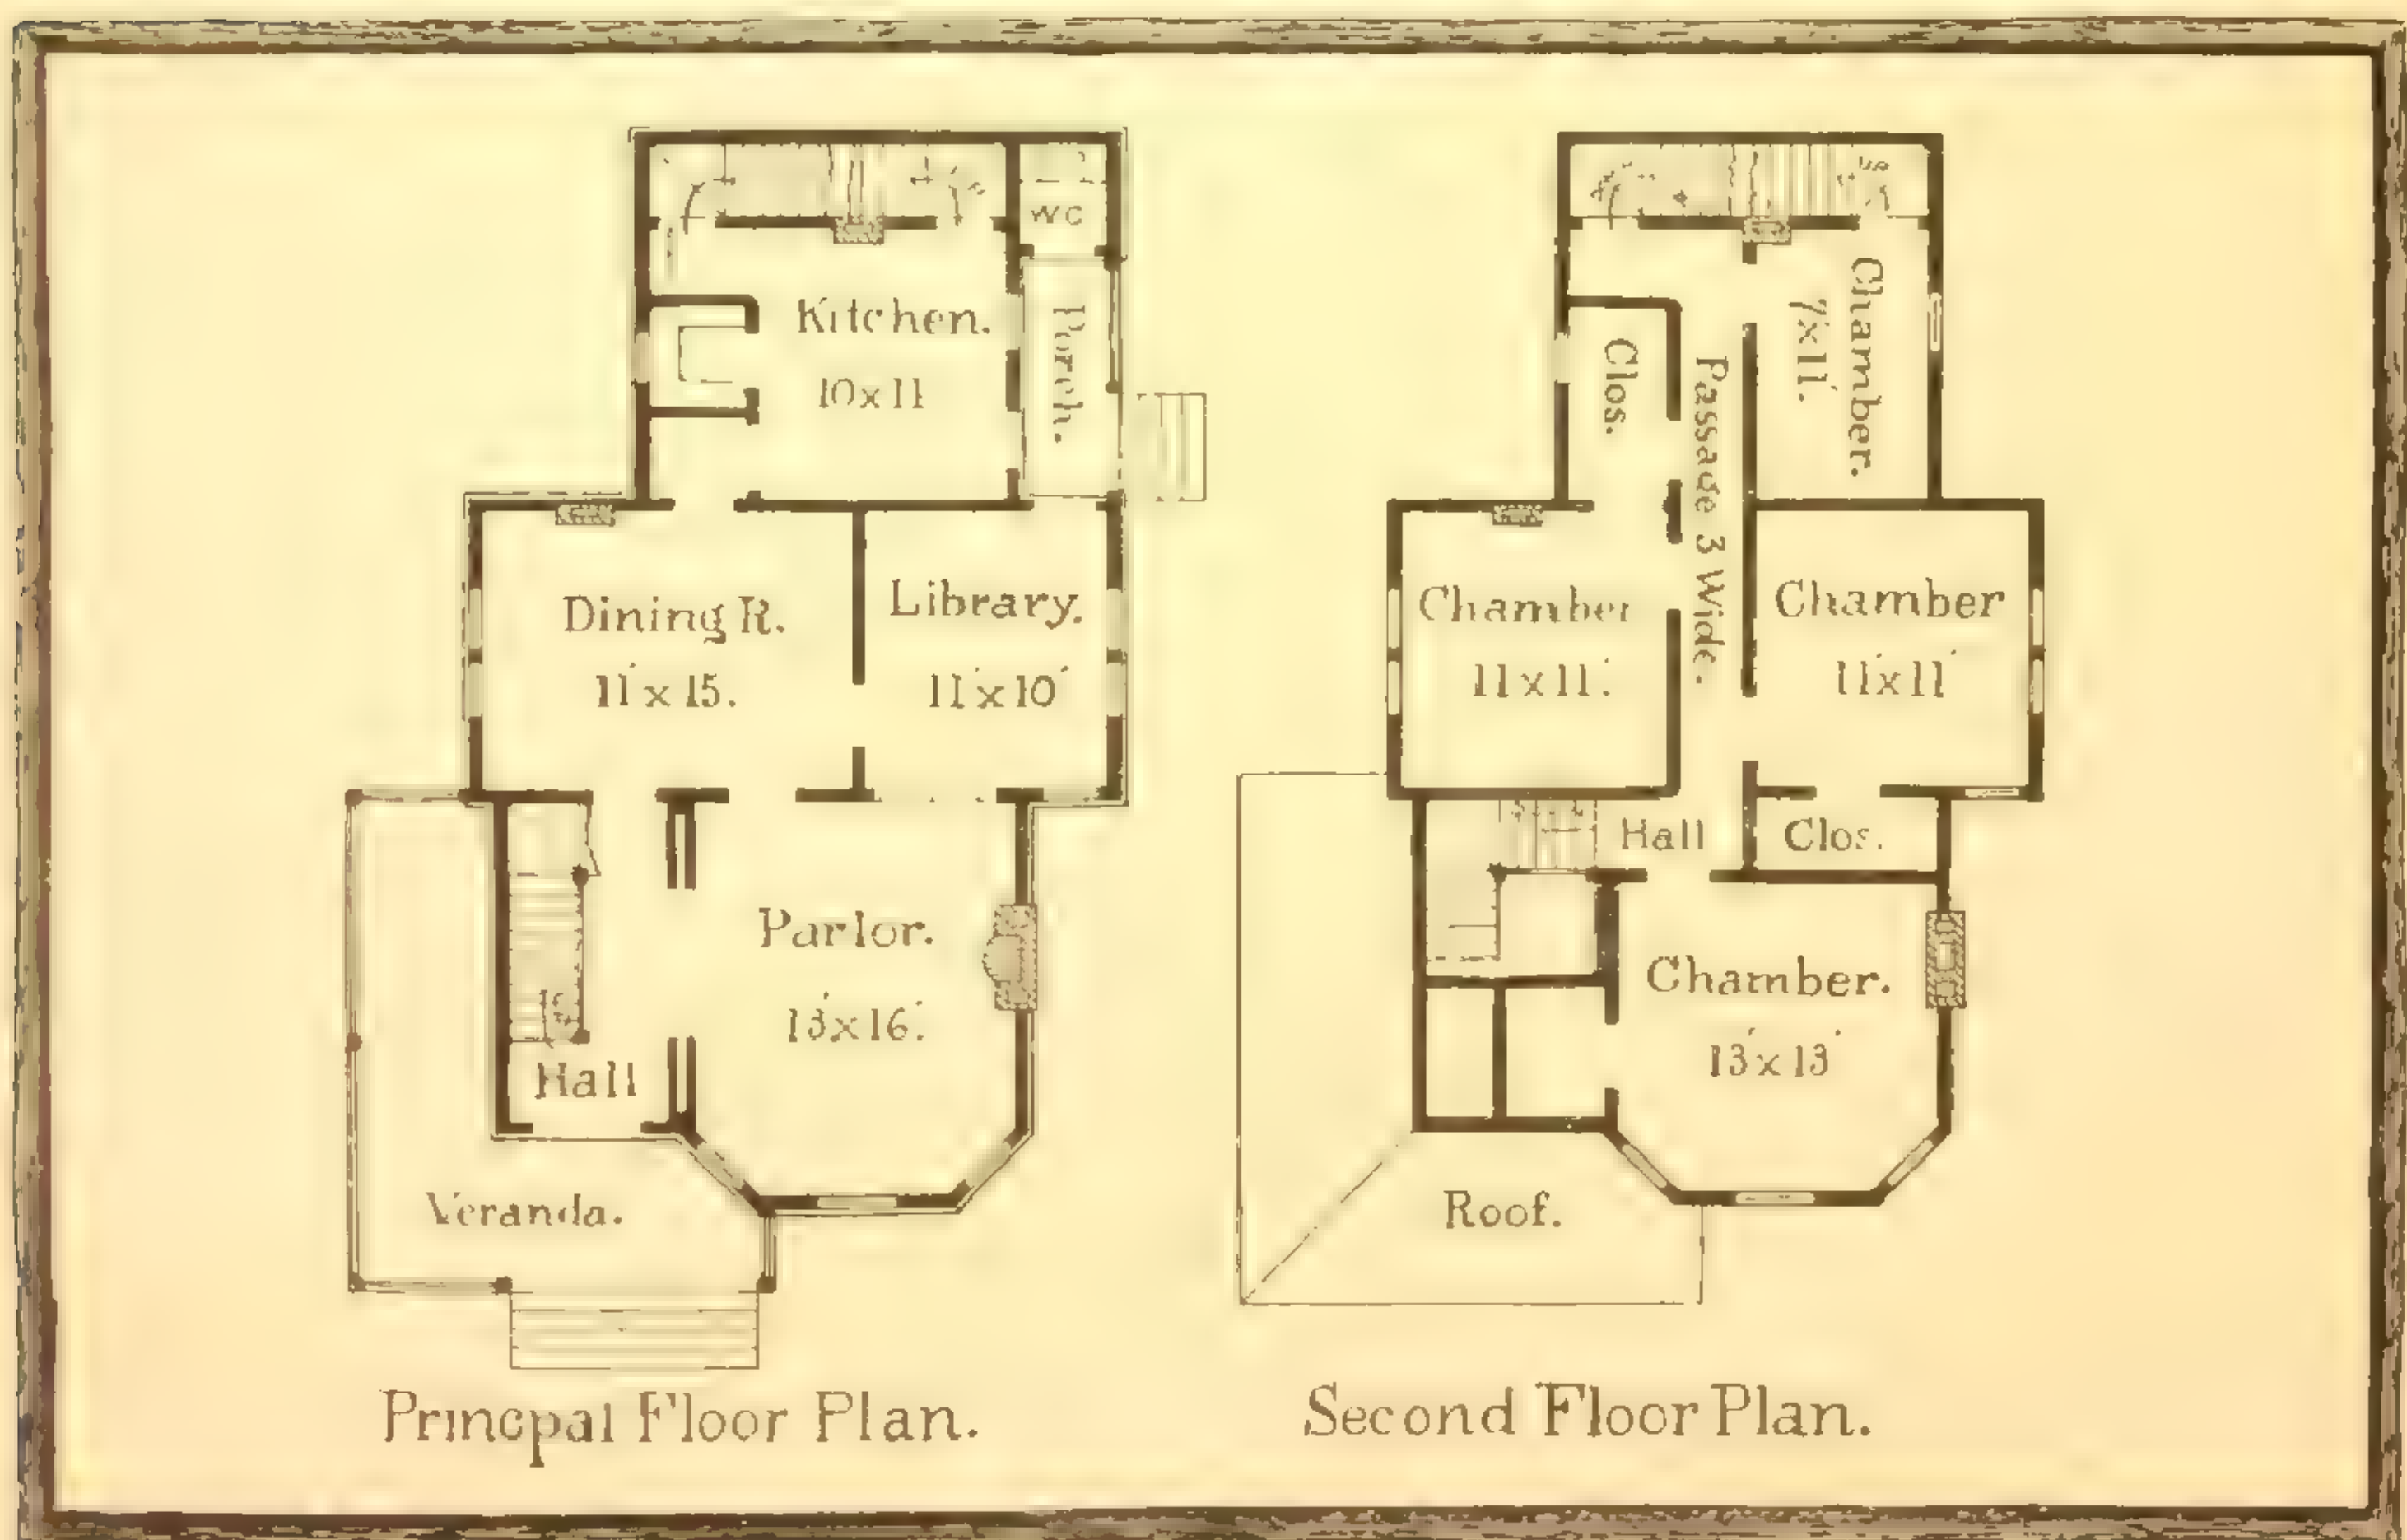 WC
Kitchen.
10x11
Porch.
Dining R.
11'x15.
Library.
11'x10'
Parlor.
13'x16'.
Hall
Veranda.
Princpal Floor Plan.
Chamber.
7'x11'.
Clos.
Passage 3 Wide.
Chamber
11x11'.
Chamber
11'x11'
Hall
Clos.
Chamber.
13'x13'
Roof.
Second Floor Plan.